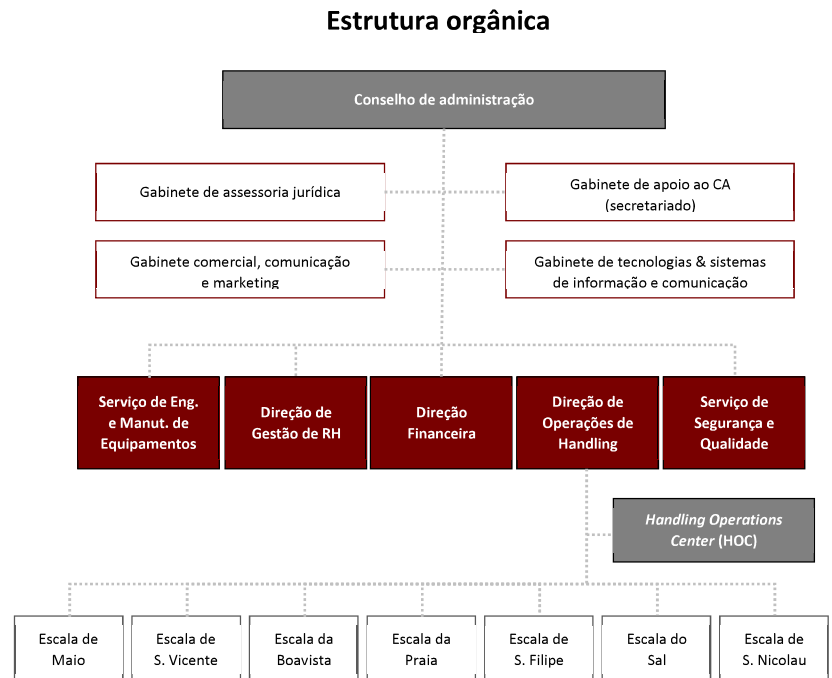 Estrutura orgânica
Conselho de administração
Gabinete de assessoria jurídica
Gabinete de apoio ao CA
(secretariado)
Gabinete comercial, comunicação
e marketing
Gabinete de tecnologias & sistemas
de informação e comunicação
Serviço de Eng.
e Manut. de
Equipamentos
Direção de
Gestão de RH
Direção
Financeira
Direção de
Operações de
Handling
Serviço de
Segurança e
Qualidade
Handling Operations
Center (HOC)
Escala de
Maio
Escala de
S. Vicente
Escala da
Boavista
Escala da
Praia
Escala de
S. Filipe
Escala do
Sal
Escala de
S. Nicolau